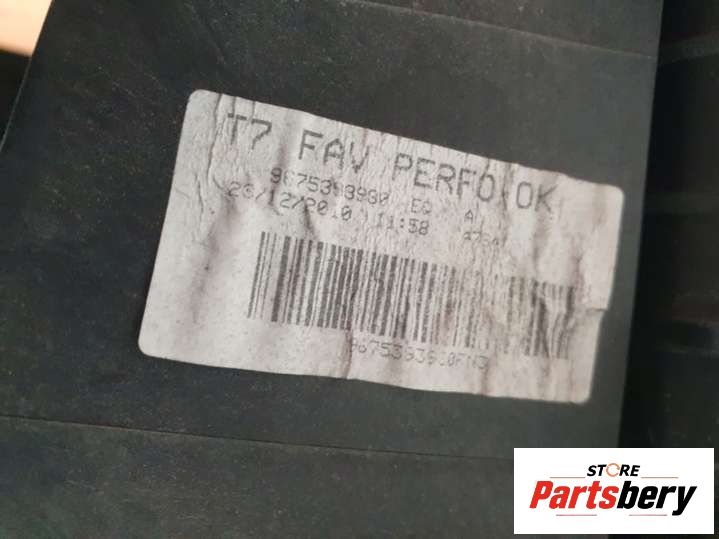 T7 FAV PERFO OK
9675393980 EQ A
23/12/2010 11:58
STORE
Partsbery